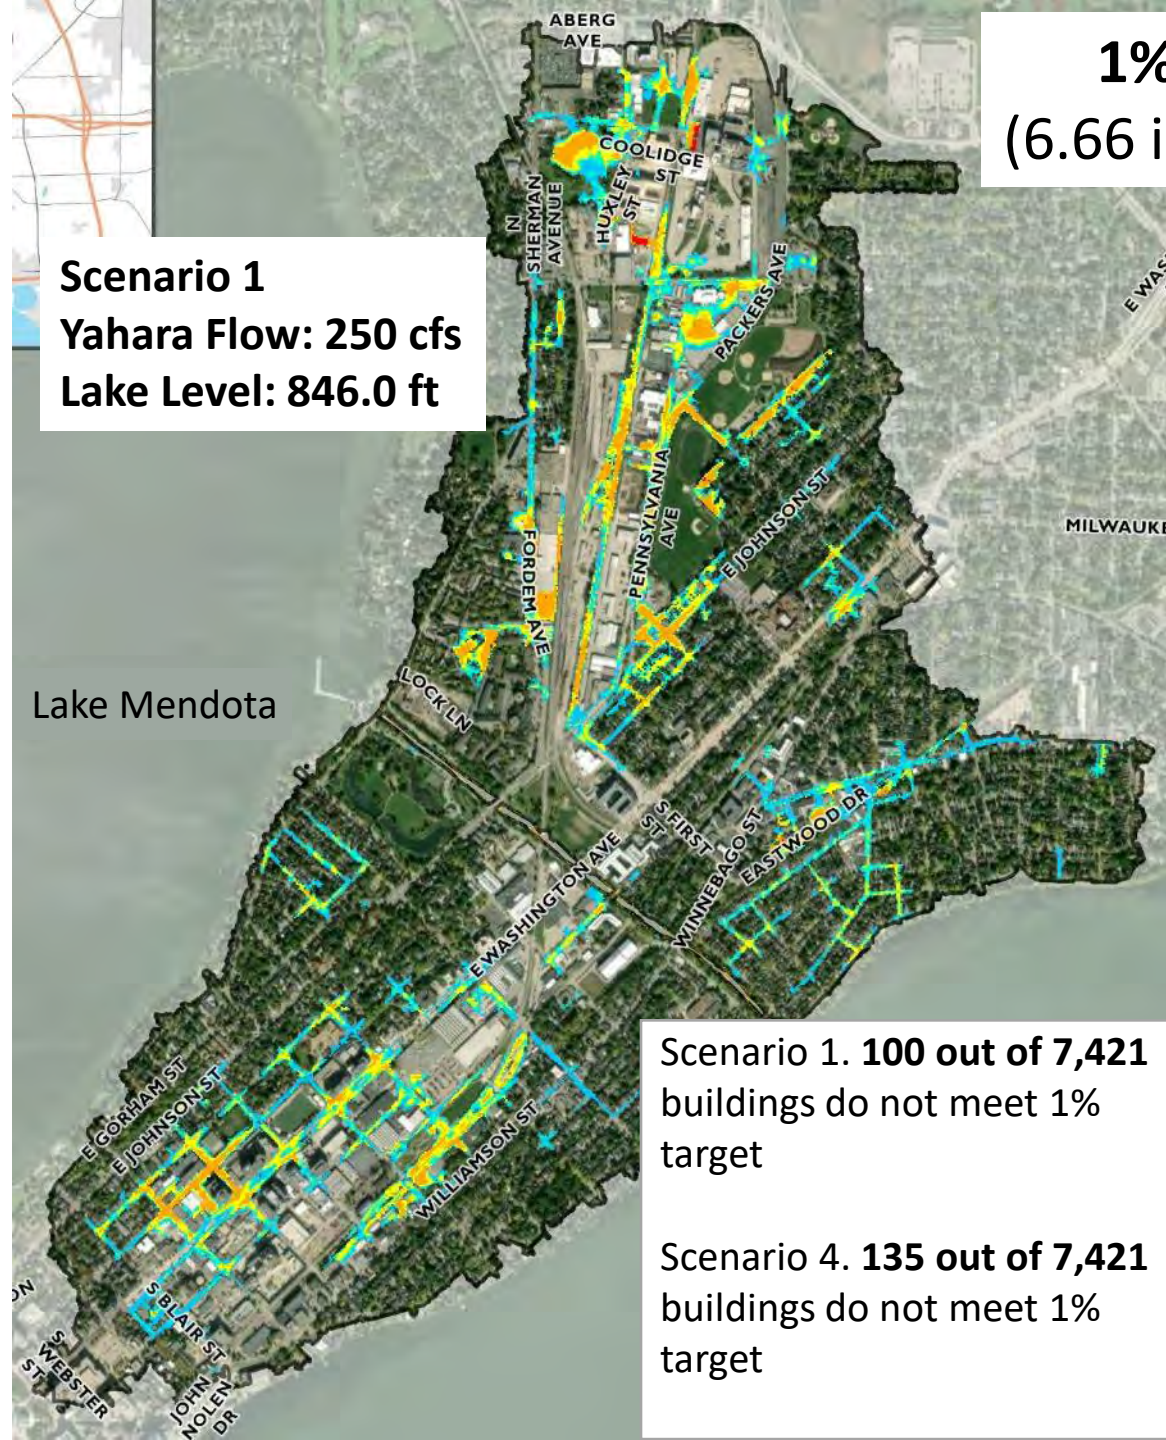 ABERG
AVE
1%
(6.66 i
COOLIDGE
ST
HUXLEY
ST
N
SHERMAN
AVENUE
PACKERS AVE
E WAS
Scenario 1
Yahara Flow: 250 cfs
Lake Level: 846.0 ft
PENNSYLVANIA
AVE
E JOHNSON ST
MILWAUKE
FORDEM AVE
LOCK LN
Lake Mendota
S FIRST
ST
WINNEBAGO ST
EASTWOOD DR
E WASHINGTON AVE
E GORHAM ST
E JOHNSON ST
WILLIAMSON ST
Scenario 1. 100 out of 7,421
buildings do not meet 1%
target
Scenario 4. 135 out of 7,421
buildings do not meet 1%
target
ON
S BLAIR ST
S
WEBSTER
ST
JOHN
NOLEN
DR